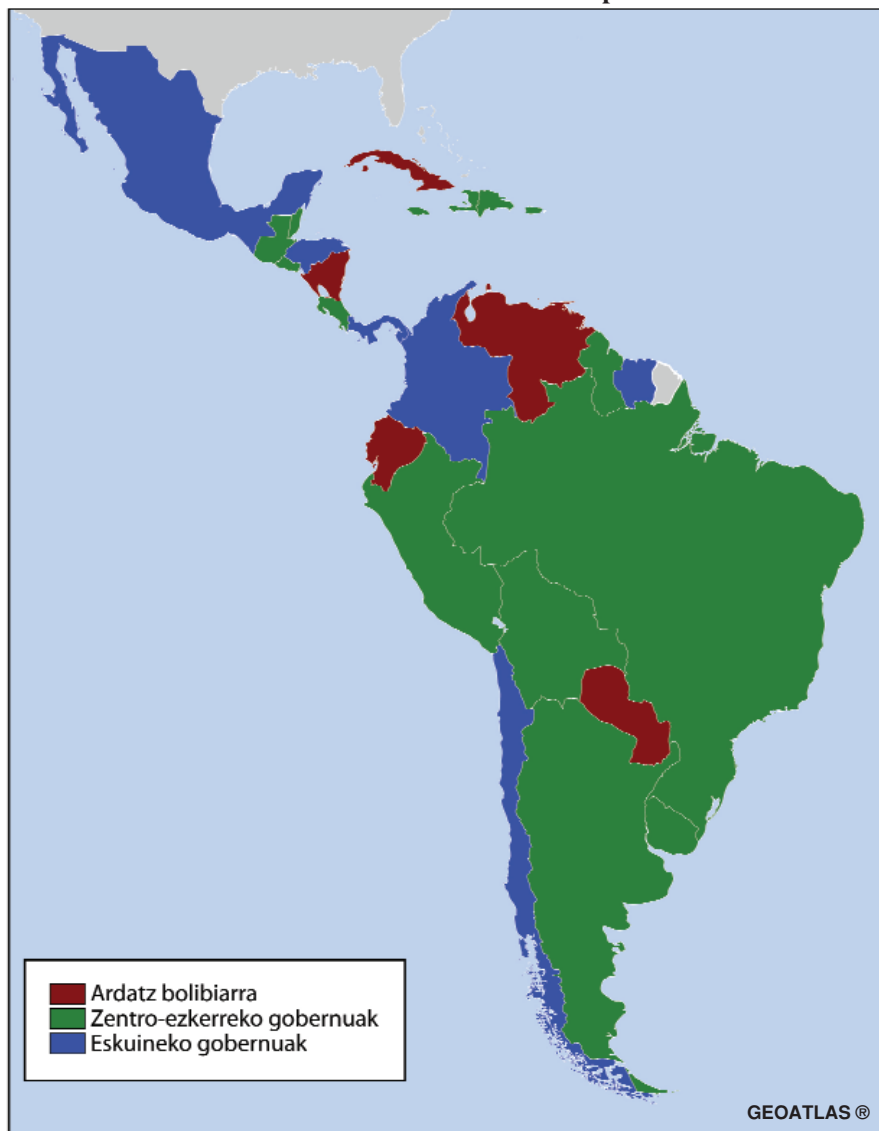 Ardatz bolibiarra
Zentro-ezkerreko gobernuak
Eskuineko gobernuak
GEOATLAS ®